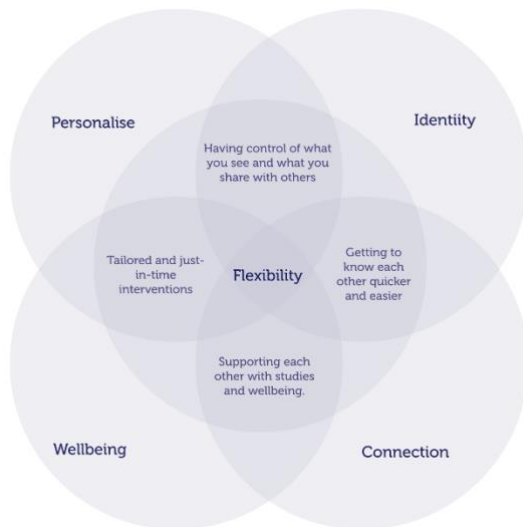 Personalise
Identiity
Having control of what
you see and what you
share with others
Tailored and just-
in-time
interventions
Flexibility
Getting to
know each
other quicker
and easier
Supporting each
other with studies
and wellbeing.
Wellbeing
Connection